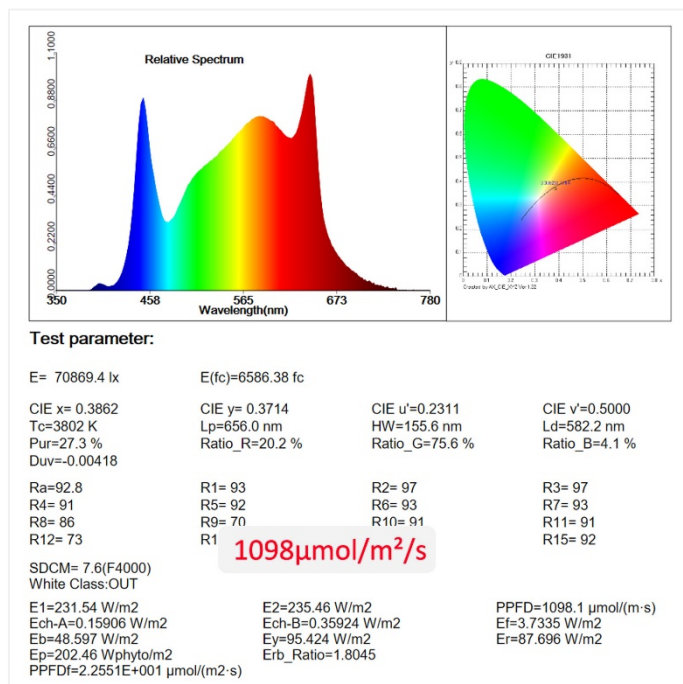 Relative Spectrum
1.1000
0.8800
0.6600
0.4400
0.2200
0.0000
350 458 565 673 780
Wavelength(nm)
CIE1931
Test parameter:
E= 70869.4 lx E(fc)=6586.38 fc
CIE x= 0.3862 CIE y= 0.3714 CIE u'=0.2311 CIE v'=0.5000
Tc=3802 K Lp=656.0 nm HW=155.6 nm Ld=582.2 nm
Pur=27.3 % Ratio_R=20.2 % Ratio_G=75.6 % Ratio_B=4.1 %
Duv=-0.00418
Ra=92.8 R1= 93 R2= 97 R3= 97
R4= 91 R5= 92 R6= 93 R7= 93
R8= 86 R9= 70 R10= 91 R11= 91
R12= 73 R1 R15= 92
1098μmol/m²/s
SDCM= 7.6(F4000)
White Class:OUT
E1=231.54 W/m2 E2=235.46 W/m2 PPFD=1098.1 μmol/(m·s)
Ech-A=0.15906 W/m2 Ech-B=0.35924 W/m2 Ef=3.7335 W/m2
Eb=48.597 W/m2 Ey=95.424 W/m2 Er=87.696 W/m2
Ep=202.46 Wphyto/m2 Erb_Ratio=1.8045
PPFDf=2.2551E+001 μmol/(m2·s)